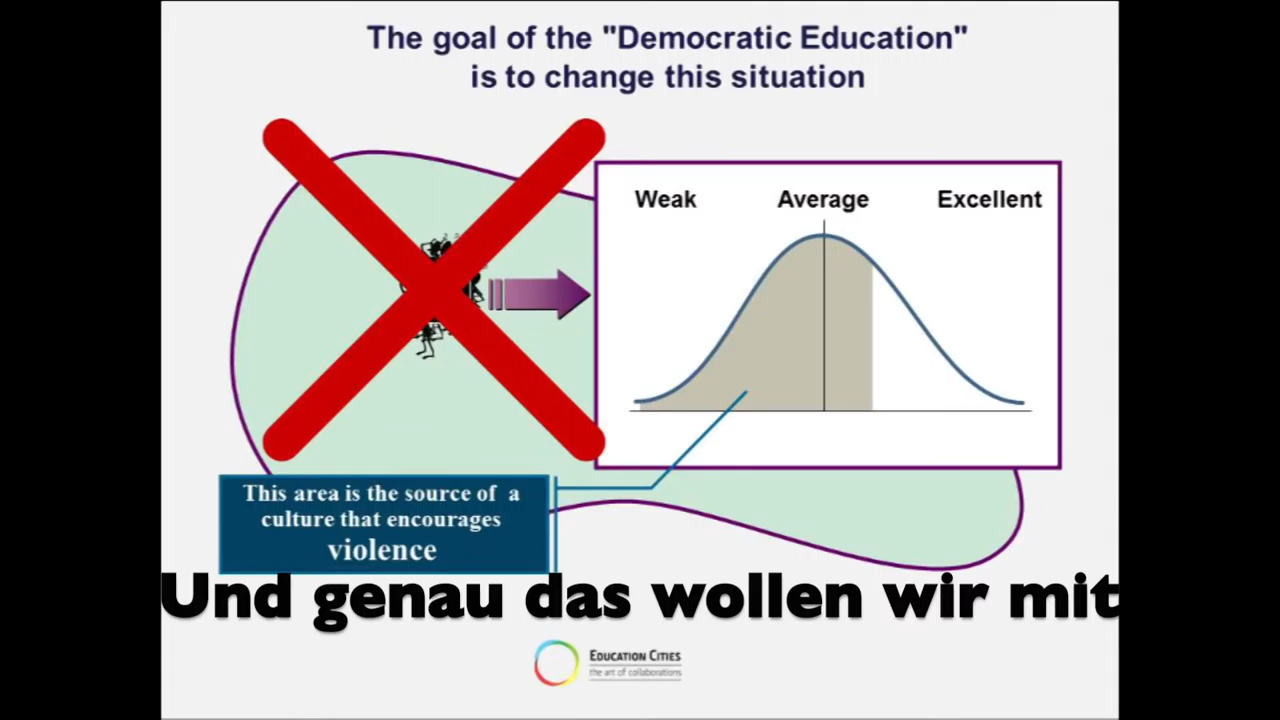 The goal of the "Democratic Education"
is to change this situation
Weak Average Excellent
This area is the source of a
culture that encourages
violence
Und genau das wollen wir mit
EDUCATION CITIES
the art of collaborations